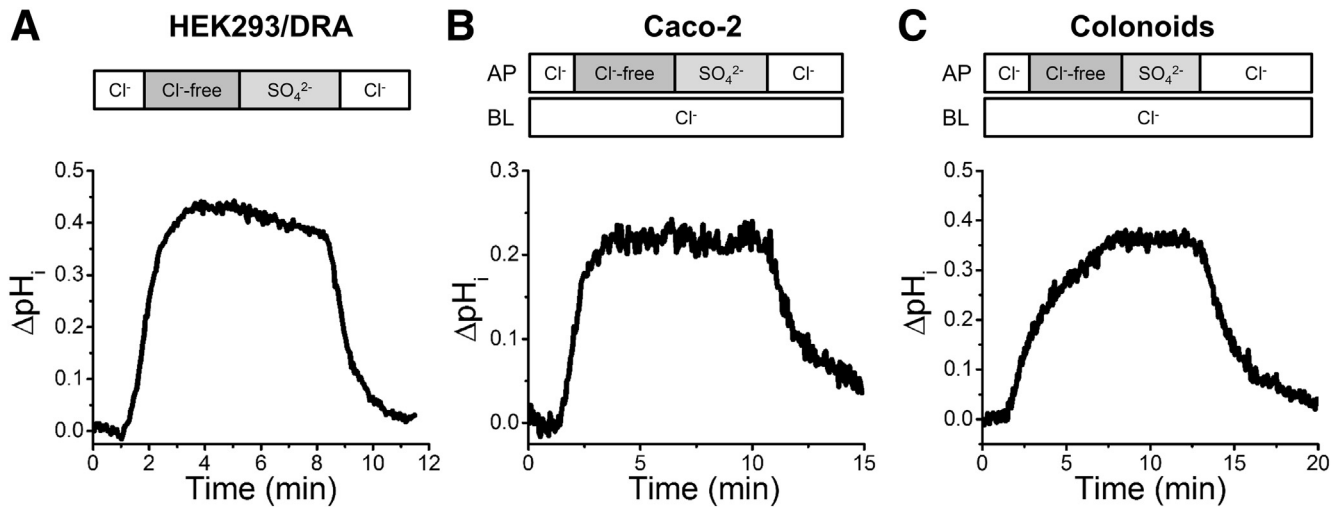 A HEK293/DRA
Cl⁻ Cl⁻-free SO₄²⁻ Cl⁻
ΔpHᵢ
0.5
0.4
0.3
0.2
0.1
0.0
0 2 4 6 8 10 12
Time (min)
B Caco-2
AP Cl⁻ Cl⁻-free SO₄²⁻ Cl⁻
BL Cl⁻
ΔpHᵢ
0.3
0.2
0.1
0.0
0 5 10 15
Time (min)
C Colonoids
AP Cl⁻ Cl⁻-free SO₄²⁻ Cl⁻
BL Cl⁻
ΔpHᵢ
0.5
0.4
0.3
0.2
0.1
0.0
0 5 10 15 20
Time (min)